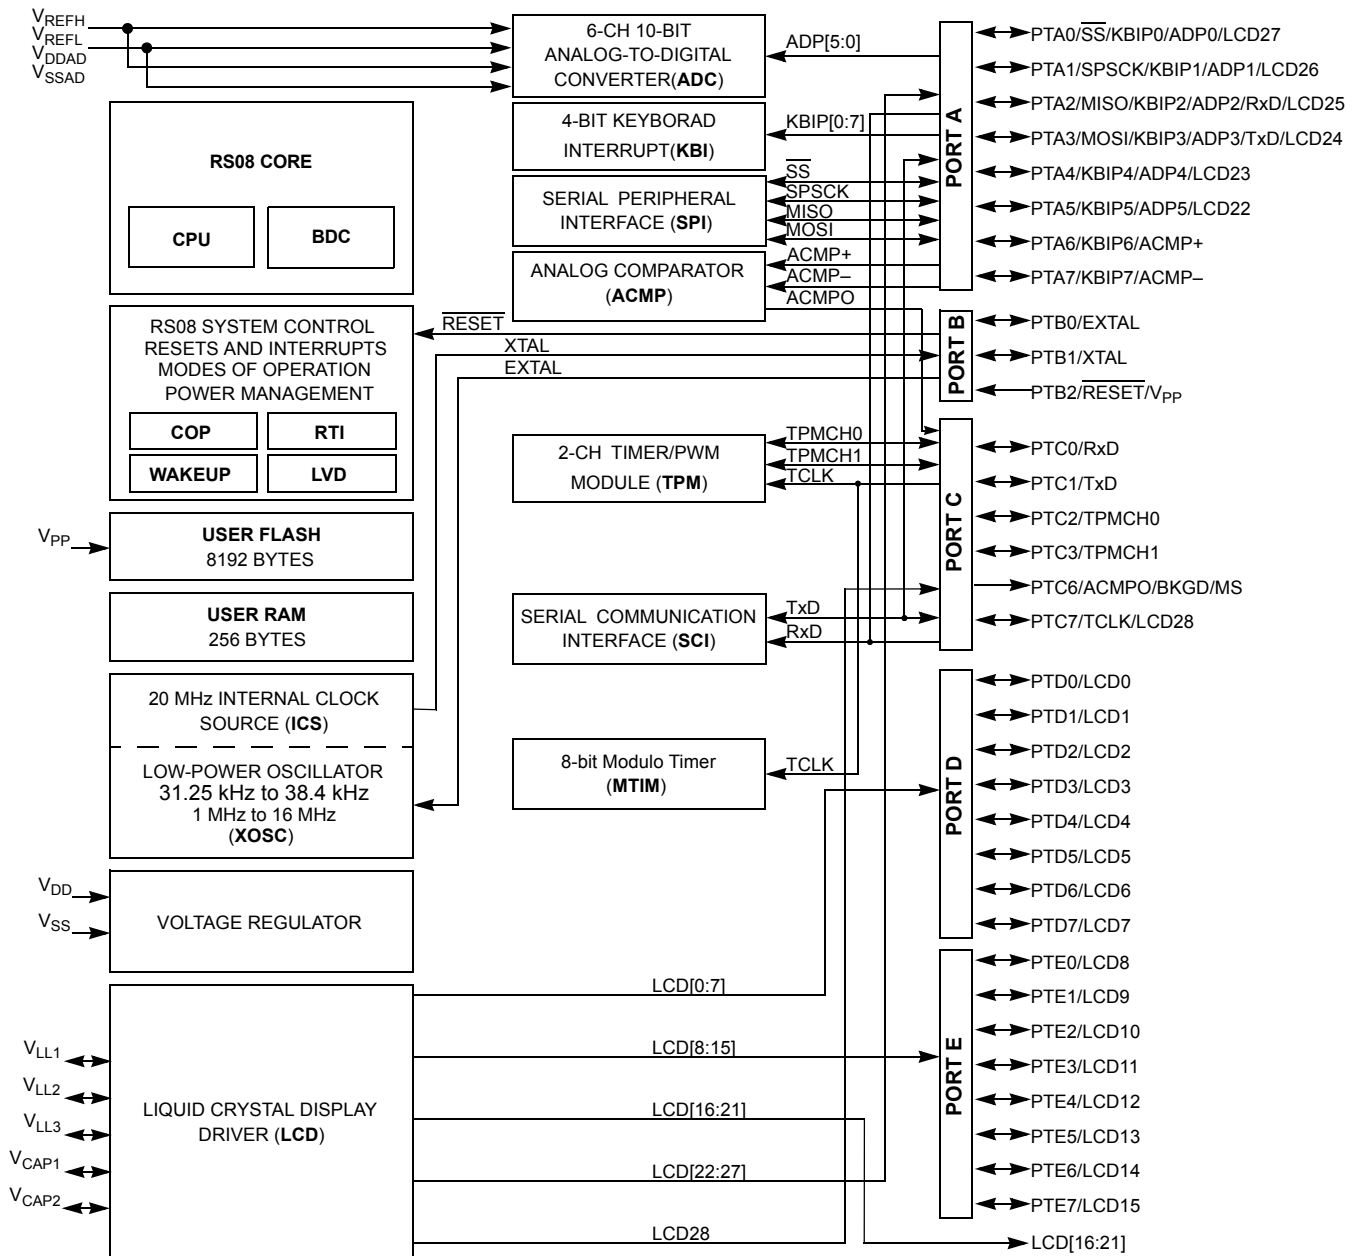 VREFH
VREFL
VDDAD
VSSAD
6-CH 10-BIT
ANALOG-TO-DIGITAL
CONVERTER(ADC)
ADP[5:0]
4-BIT KEYBORAD
INTERRUPT(KBI)
KBIP[0:7]
RS08 CORE
CPU
BDC
SERIAL PERIPHERAL
INTERFACE (SPI)
SS
SPSCK
MISO
MOSI
ANALOG COMPARATOR
(ACMP)
ACMP+
ACMP–
ACMPO
PORT A
PTA0/SS/KBIP0/ADP0/LCD27
PTA1/SPSCK/KBIP1/ADP1/LCD26
PTA2/MISO/KBIP2/ADP2/RxD/LCD25
PTA3/MOSI/KBIP3/ADP3/TxD/LCD24
PTA4/KBIP4/ADP4/LCD23
PTA5/KBIP5/ADP5/LCD22
PTA6/KBIP6/ACMP+
PTA7/KBIP7/ACMP–
RS08 SYSTEM CONTROL
RESETS AND INTERRUPTS
MODES OF OPERATION
POWER MANAGEMENT
COP
RTI
WAKEUP
LVD
RESET
XTAL
EXTAL
PORT B
PTB0/EXTAL
PTB1/XTAL
PTB2/RESET/VPP
2-CH TIMER/PWM
MODULE (TPM)
TPMCH0
TPMCH1
TCLK
PORT C
PTC0/RxD
PTC1/TxD
PTC2/TPMCH0
PTC3/TPMCH1
PTC6/ACMPO/BKGD/MS
PTC7/TCLK/LCD28
VPP
USER FLASH
8192 BYTES
USER RAM
256 BYTES
SERIAL COMMUNICATION
INTERFACE (SCI)
TxD
RxD
20 MHz INTERNAL CLOCK
SOURCE (ICS)
LOW-POWER OSCILLATOR
31.25 kHz to 38.4 kHz
1 MHz to 16 MHz
(XOSC)
8-bit Modulo Timer
(MTIM)
TCLK
PORT D
PTD0/LCD0
PTD1/LCD1
PTD2/LCD2
PTD3/LCD3
PTD4/LCD4
PTD5/LCD5
PTD6/LCD6
PTD7/LCD7
VDD
VSS
VOLTAGE REGULATOR
VLL1
VLL2
VLL3
VCAP1
VCAP2
LIQUID CRYSTAL DISPLAY
DRIVER (LCD)
LCD[0:7]
LCD[8:15]
LCD[16:21]
LCD[22:27]
LCD28
PORT E
PTE0/LCD8
PTE1/LCD9
PTE2/LCD10
PTE3/LCD11
PTE4/LCD12
PTE5/LCD13
PTE6/LCD14
PTE7/LCD15
LCD[16:21]